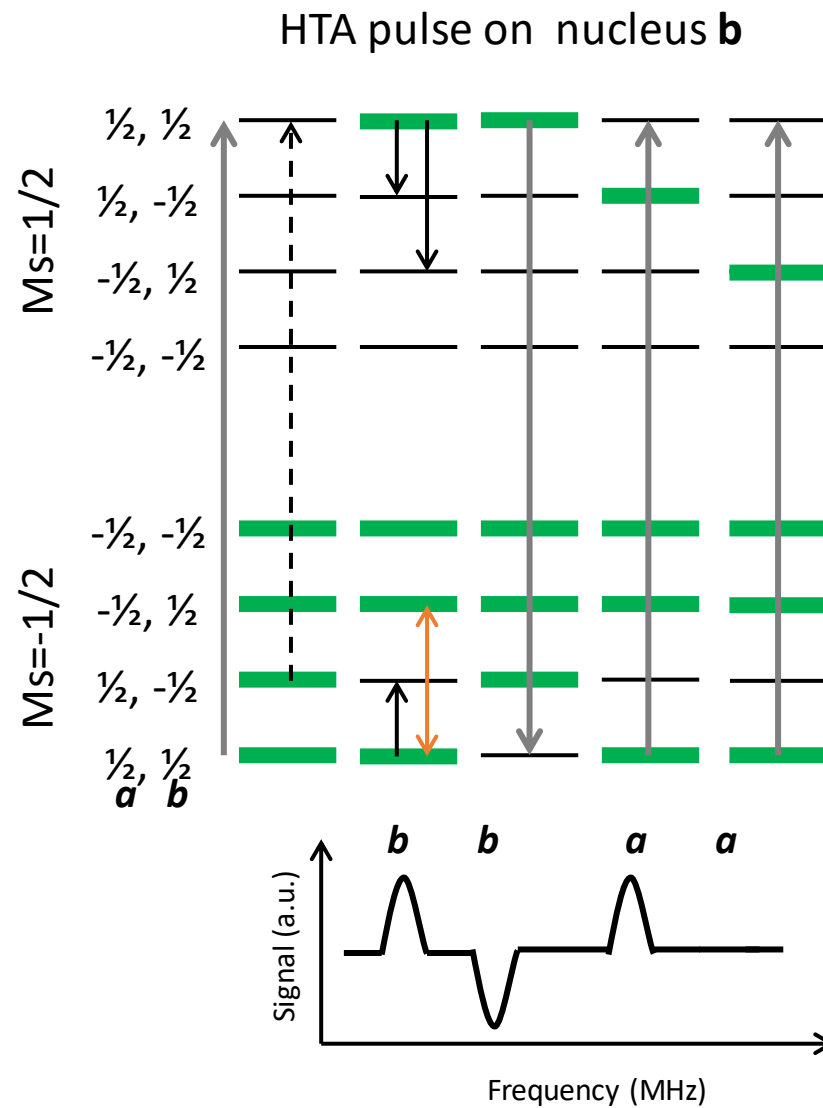 HTA pulse on nucleus b
Ms=1/2
½, ½
½, -½
-½, ½
-½, -½
Ms=-1/2
-½, -½
-½, ½
½, -½
½, ½
a b
b b a a
Signal (a.u.)
Frequency (MHz)